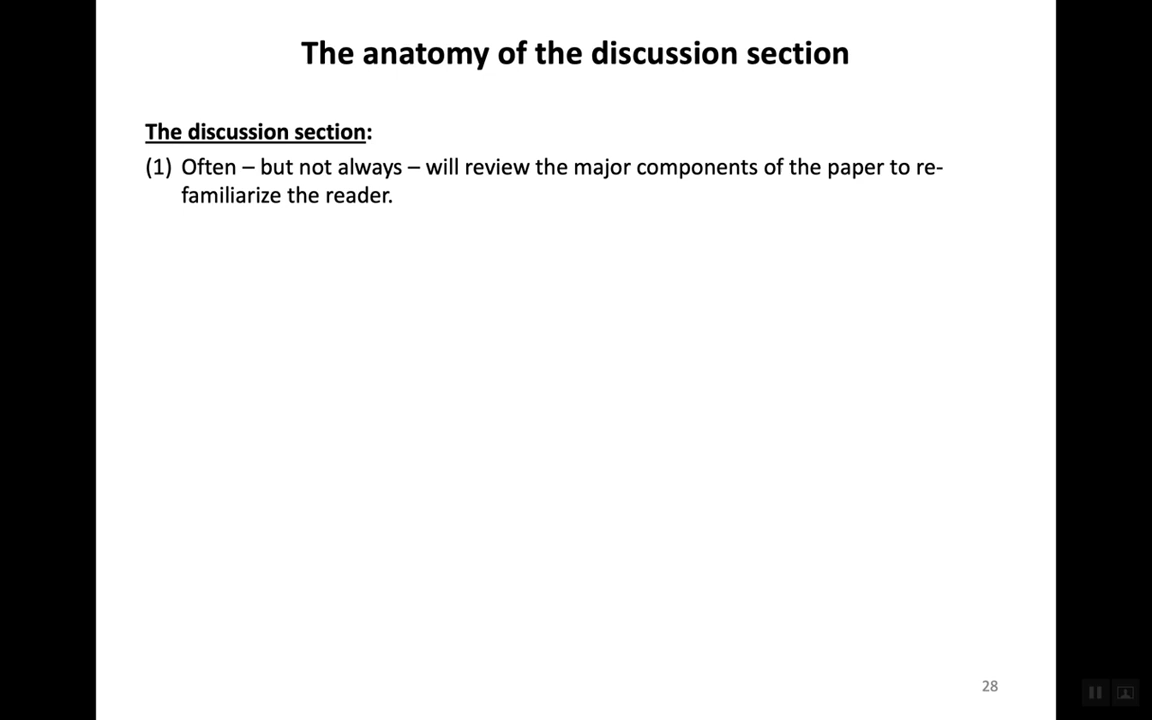 The anatomy of the discussion section
The discussion section:
(1) Often – but not always – will review the major components of the paper to re-
familiarize the reader.
28